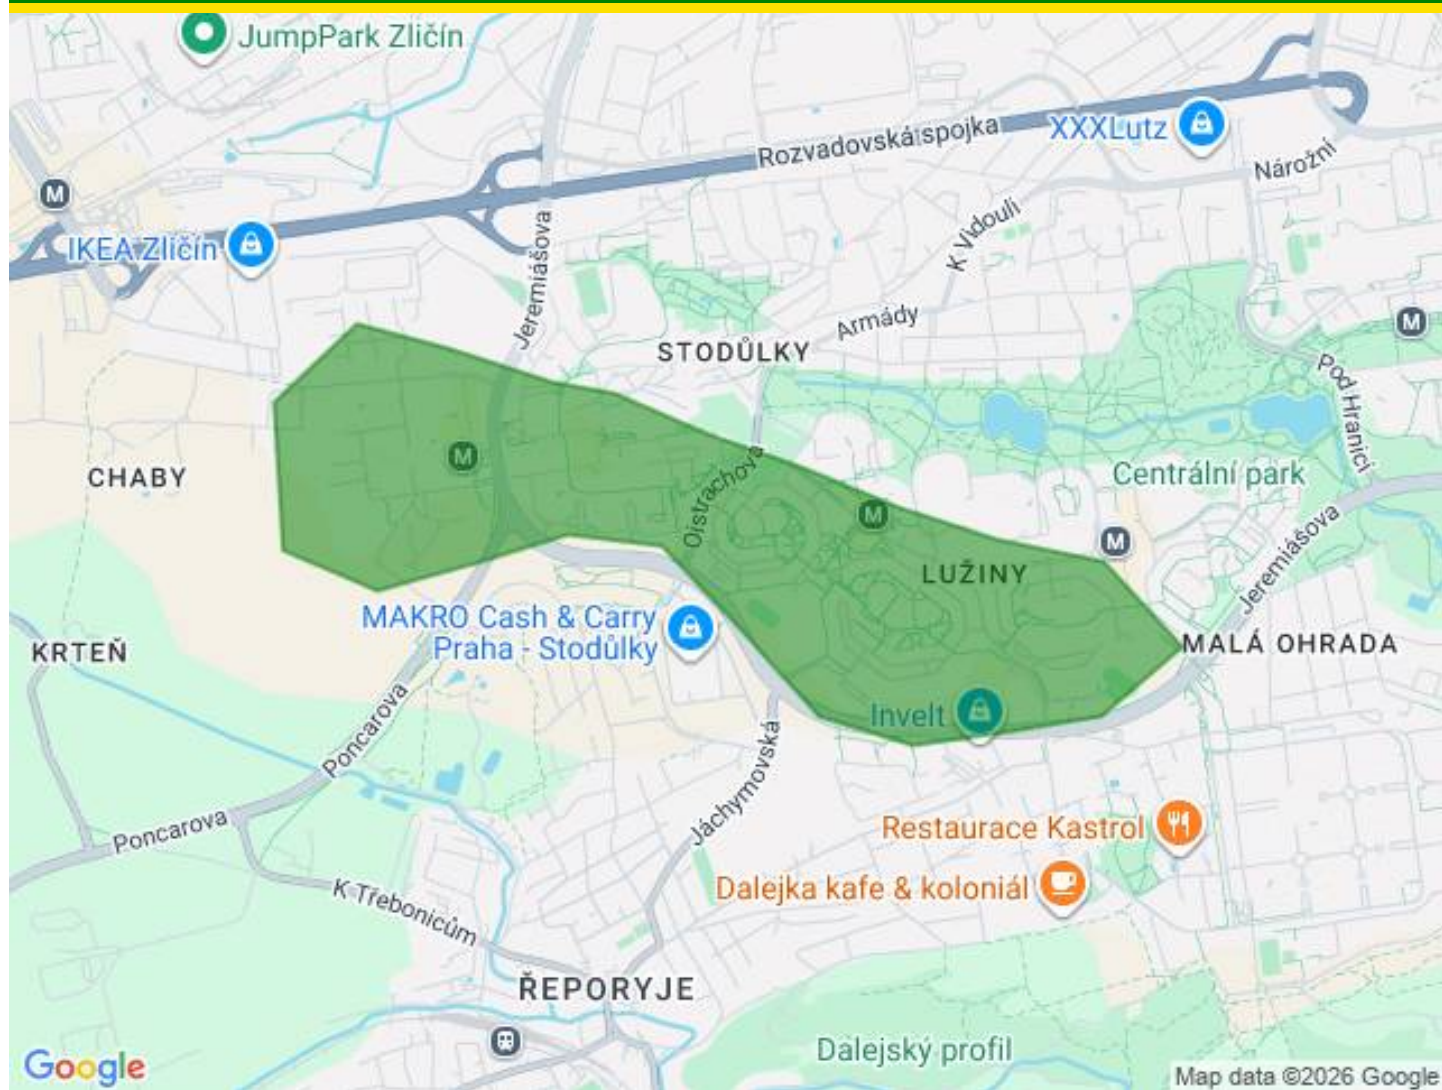 JumpPark Zličín
Rozvadovská spojka
XXXLutz
Nárožní
M
IKEA Zličín
Jeremiášova
K Vidouli
Armády
M
STODŮLKY
Pod Hranicí
M
CHABY
Oistrachova
Centrální park
M
M
Jeremiášova
LUŽINY
MAKRO Cash & Carry
Praha - Stodůlky
KRTEŇ
MALÁ OHRADA
Poncarova
Invelt
Jáchymovská
Poncarova
Restaurace Kastrol
Dalejka kafe & koloniál
K Třebonicům
ŘEPORYJE
Dalejský profil
Google
Map data ©2026 Google